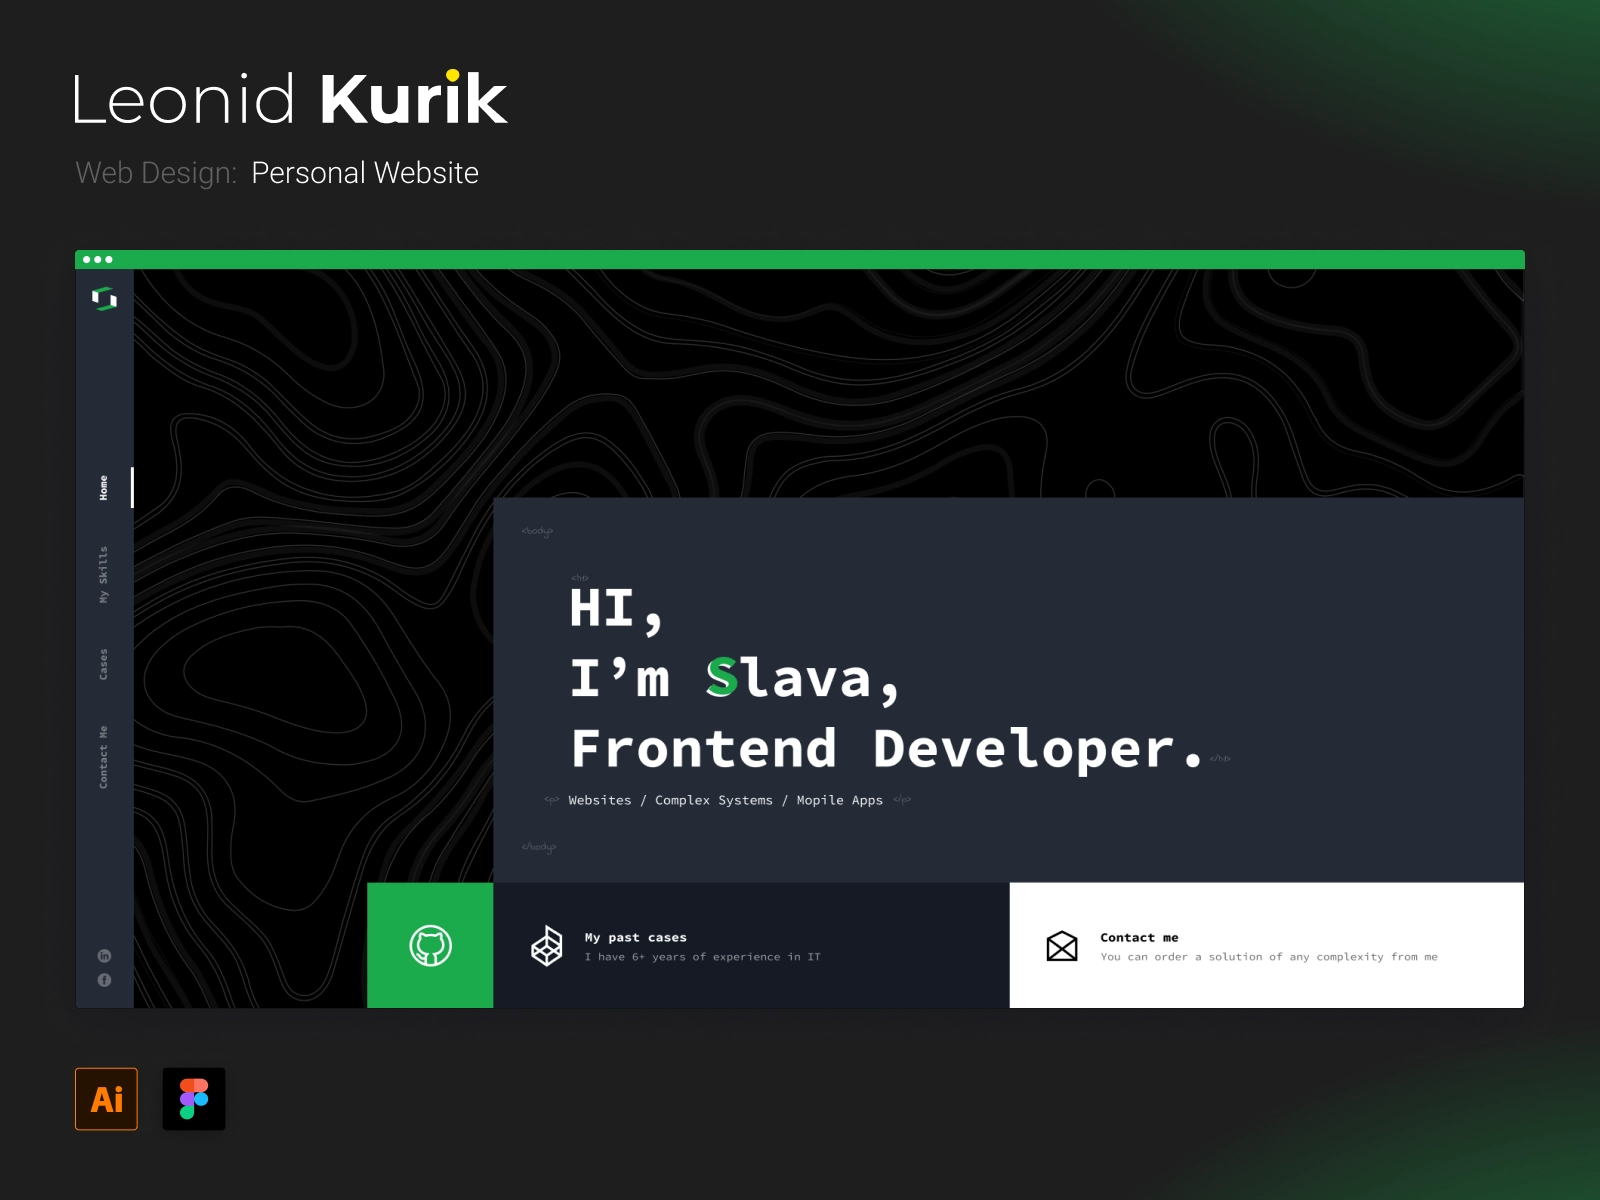 Leonid Kurik
Web Design: Personal Website
Home
My Skills
Cases
Contact Me
in
f
<body>
<h1>
HI,
I’m Slava,
Frontend Developer.</h1>
<p> Websites / Complex Systems / Mopile Apps </p>
</body>
My past cases
I have 6+ years of experience in IT
Contact me
You can order a solution of any complexity from me
Ai